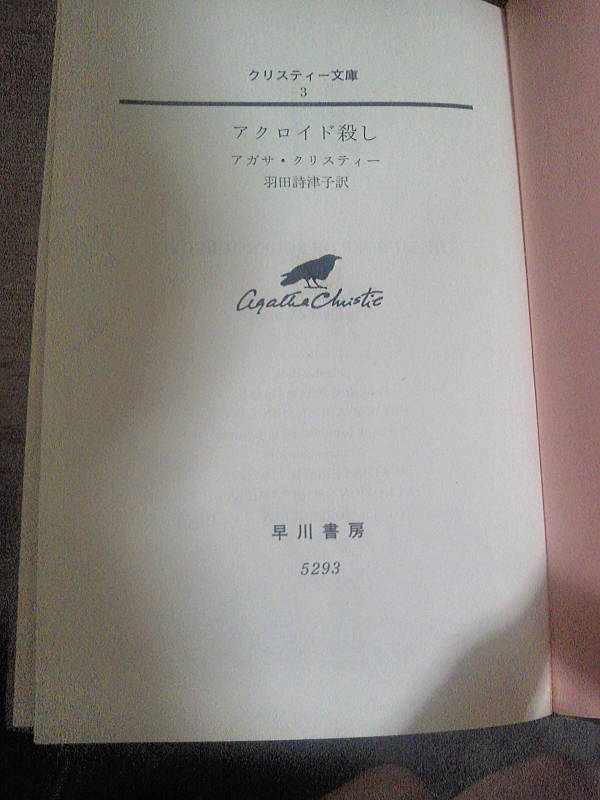 クリスティー文庫
3
アクロイド殺し
アガサ・クリスティー
羽田詩津子訳
Agatha Christie
早川書房
5293